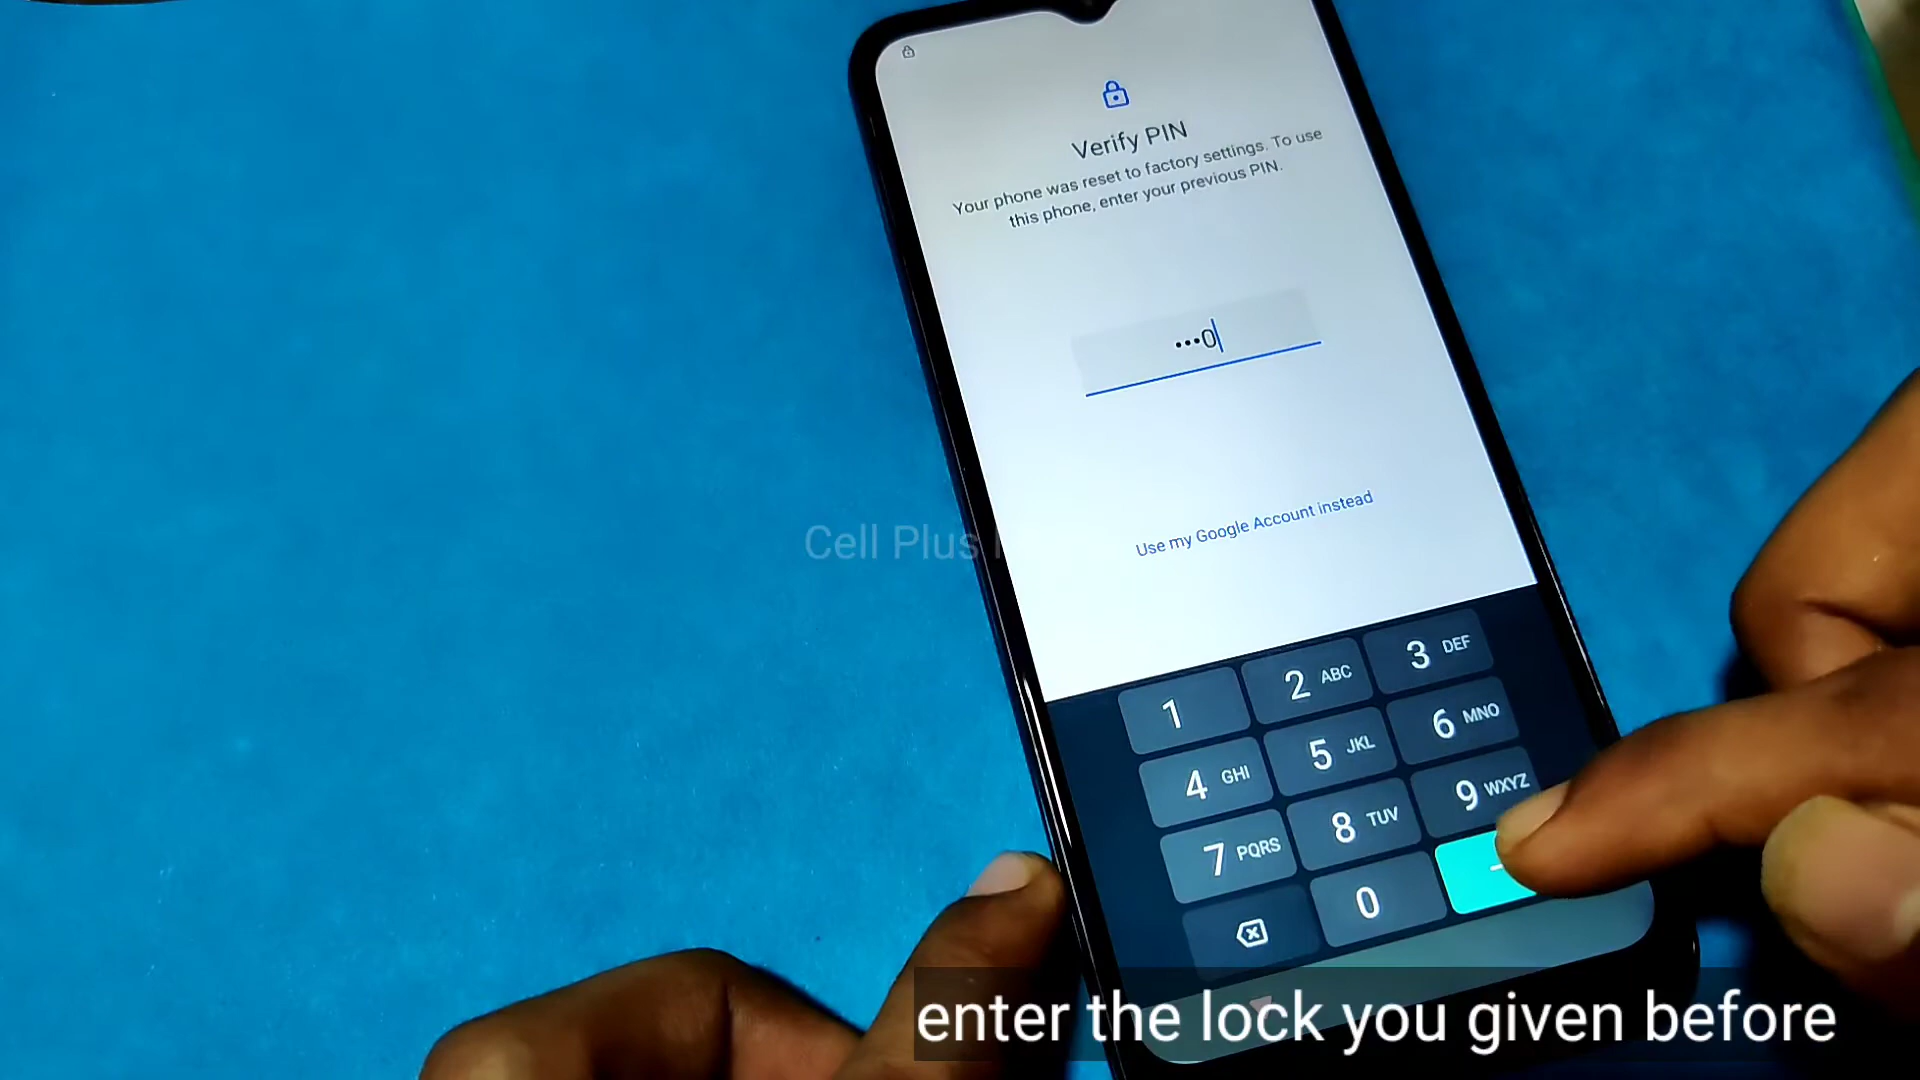 Verify PIN
Your phone was reset to factory settings. To use
this phone, enter your previous PIN.
•••0
Use my Google Account instead
Cell Plus
1
2 ABC
3 DEF
4 GHI
5 JKL
6 MNO
7 PQRS
8 TUV
9 WXYZ
0
enter the lock you given before